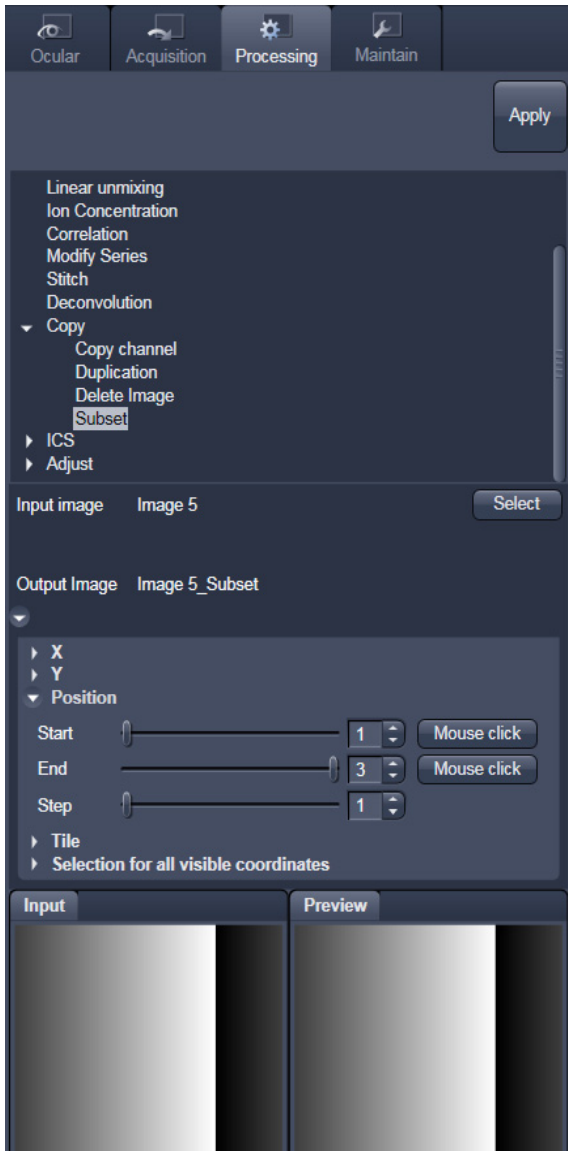 Ocular Acquisition Processing Maintain
Apply
Linear unmixing
Ion Concentration
Correlation
Modify Series
Stitch
Deconvolution
Copy
Copy channel
Duplication
Delete Image
Subset
ICS
Adjust
Input image Image 5 Select
Output Image Image 5_Subset
X
Y
Position
Start 1 Mouse click
End 3 Mouse click
Step 1
Tile
Selection for all visible coordinates
Input Preview